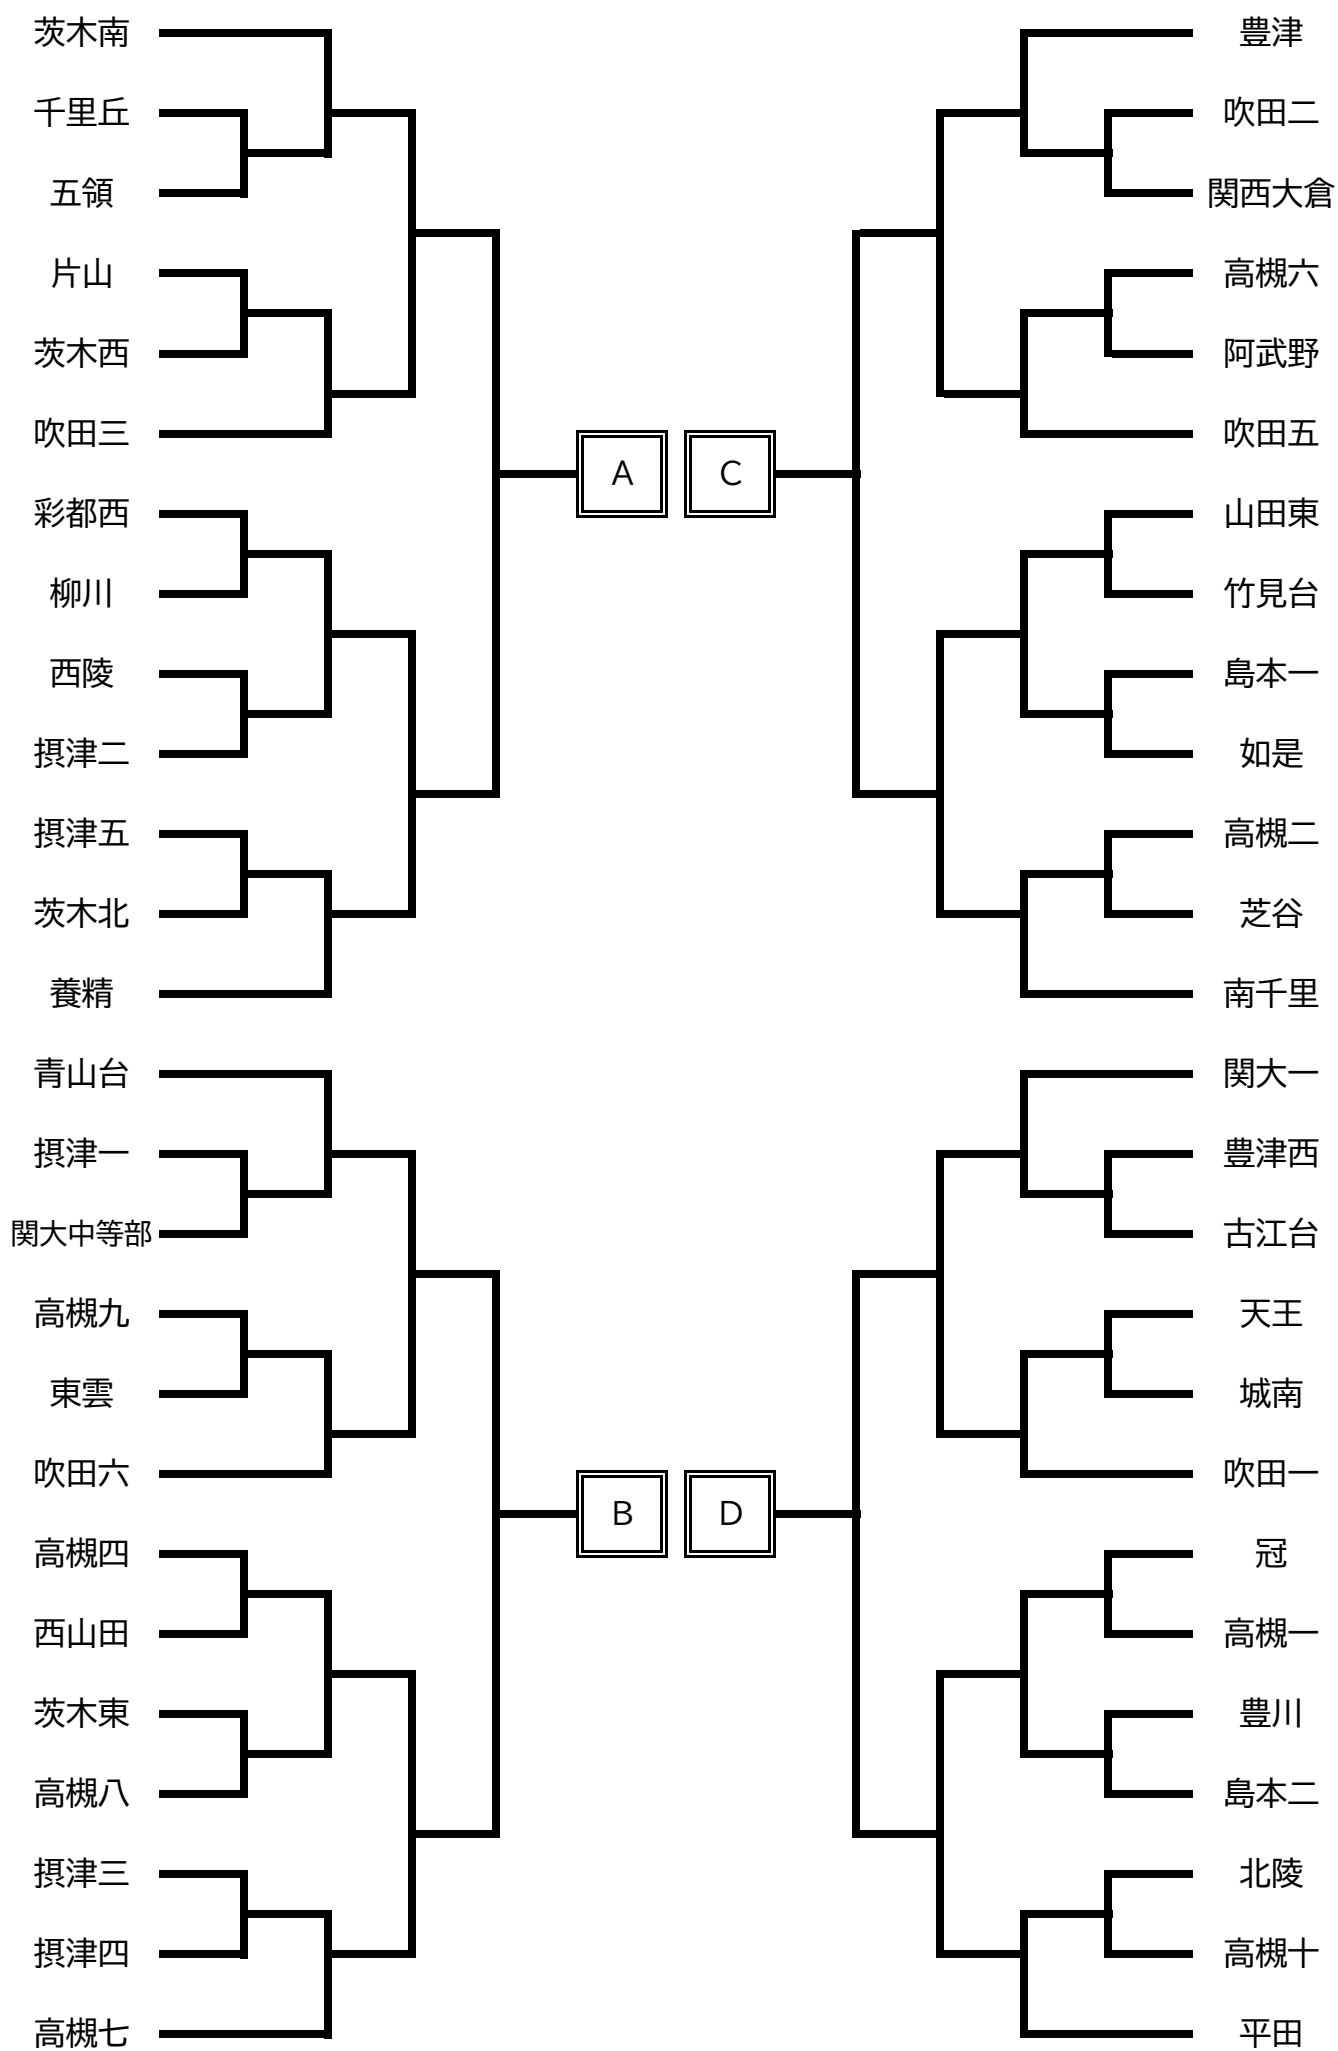 茨木南
千里丘
五領
片山
茨木西
吹田三
彩都西
柳川
西陵
摂津二
摂津五
茨木北
養精
A
青山台
摂津一
関大中等部
高槻九
東雲
吹田六
高槻四
西山田
茨木東
高槻八
摂津三
摂津四
高槻七
B
豊津
吹田二
関西大倉
高槻六
阿武野
吹田五
山田東
竹見台
島本一
如是
高槻二
芝谷
南千里
C
関大一
豊津西
古江台
天王
城南
吹田一
冠
高槻一
豊川
島本二
北陵
高槻十
平田
D